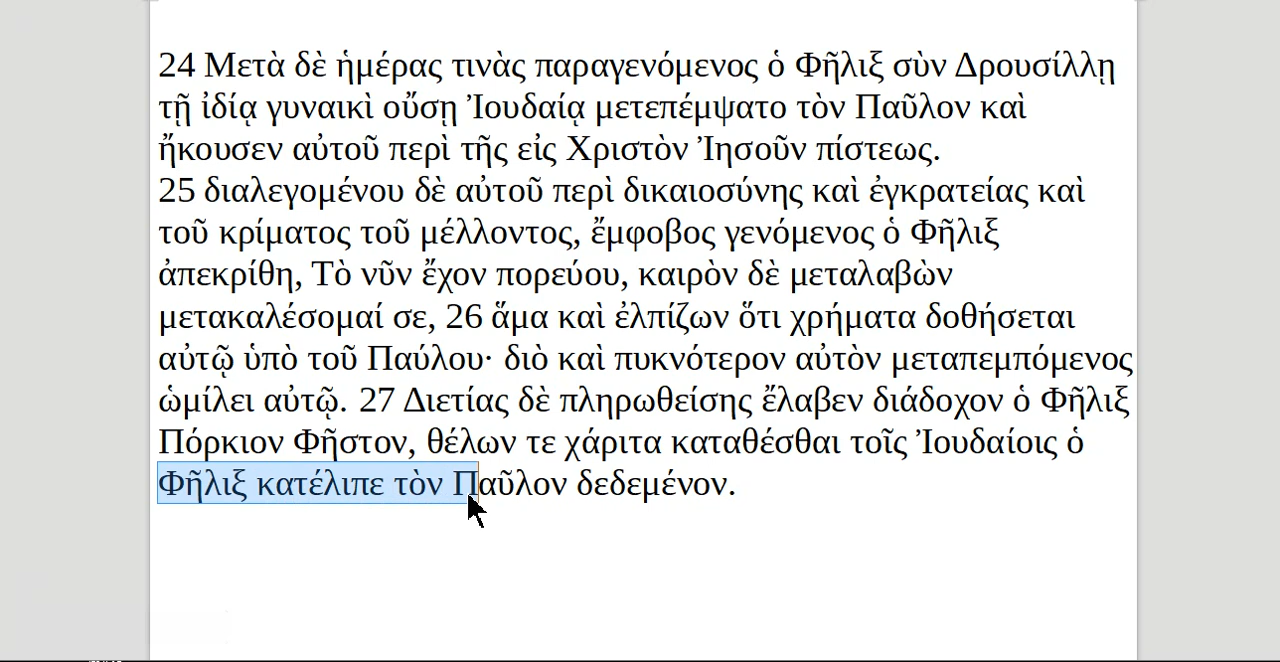 24 Μετὰ δὲ ἡμέρας τινὰς παραγενόμενος ὁ Φῆλιξ σὺν Δρουσίλλῃ
τῇ ἰδίᾳ γυναικὶ οὔσῃ Ἰουδαίᾳ μετεπέμψατο τὸν Παῦλον καὶ
ἤκουσεν αὐτοῦ περὶ τῆς εἰς Χριστὸν Ἰησοῦν πίστεως.
25 διαλεγομένου δὲ αὐτοῦ περὶ δικαιοσύνης καὶ ἐγκρατείας καὶ
τοῦ κρίματος τοῦ μέλλοντος, ἔμφοβος γενόμενος ὁ Φῆλιξ
ἀπεκρίθη, Τὸ νῦν ἔχον πορεύου, καιρὸν δὲ μεταλαβὼν
μετακαλέσομαί σε, 26 ἅμα καὶ ἐλπίζων ὅτι χρήματα δοθήσεται
αὐτῷ ὑπὸ τοῦ Παύλου· διὸ καὶ πυκνότερον αὐτὸν μεταπεμπόμενος
ὡμίλει αὐτῷ. 27 Διετίας δὲ πληρωθείσης ἔλαβεν διάδοχον ὁ Φῆλιξ
Πόρκιον Φῆστον, θέλων τε χάριτα καταθέσθαι τοῖς Ἰουδαίοις ὁ
Φῆλιξ κατέλιπε τὸν Παῦλον δεδεμένον.